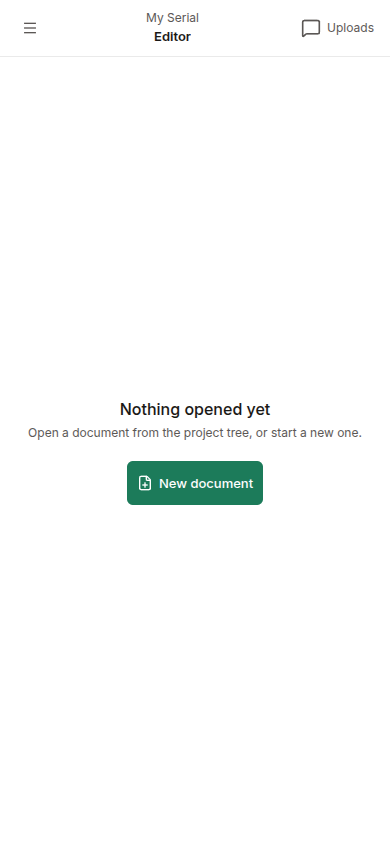 My Serial
Editor
Uploads
Nothing opened yet
Open a document from the project tree, or start a new one.
New document